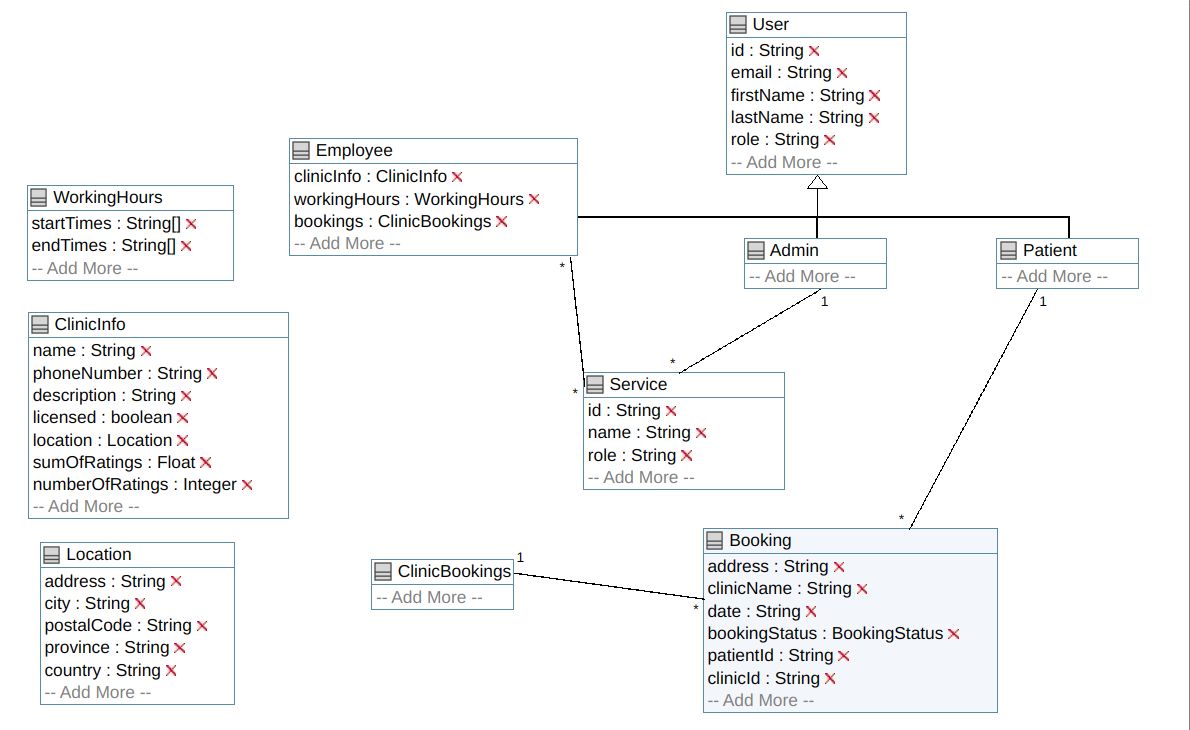 User
id : String
email : String
firstName : String
lastName : String
role : String
-- Add More --
Employee
clinicInfo : ClinicInfo
workingHours : WorkingHours
bookings : ClinicBookings
-- Add More --
WorkingHours
startTimes : String[]
endTimes : String[]
-- Add More --
Admin
-- Add More --
Patient
-- Add More --
*
1
1
ClinicInfo
name : String
phoneNumber : String
description : String
licensed : boolean
location : Location
sumOfRatings : Float
numberOfRatings : Integer
-- Add More --
*
*
Service
id : String
name : String
role : String
-- Add More --
*
Location
address : String
city : String
postalCode : String
province : String
country : String
-- Add More --
ClinicBookings
-- Add More --
1
*
Booking
address : String
clinicName : String
date : String
bookingStatus : BookingStatus
patientId : String
clinicId : String
-- Add More --